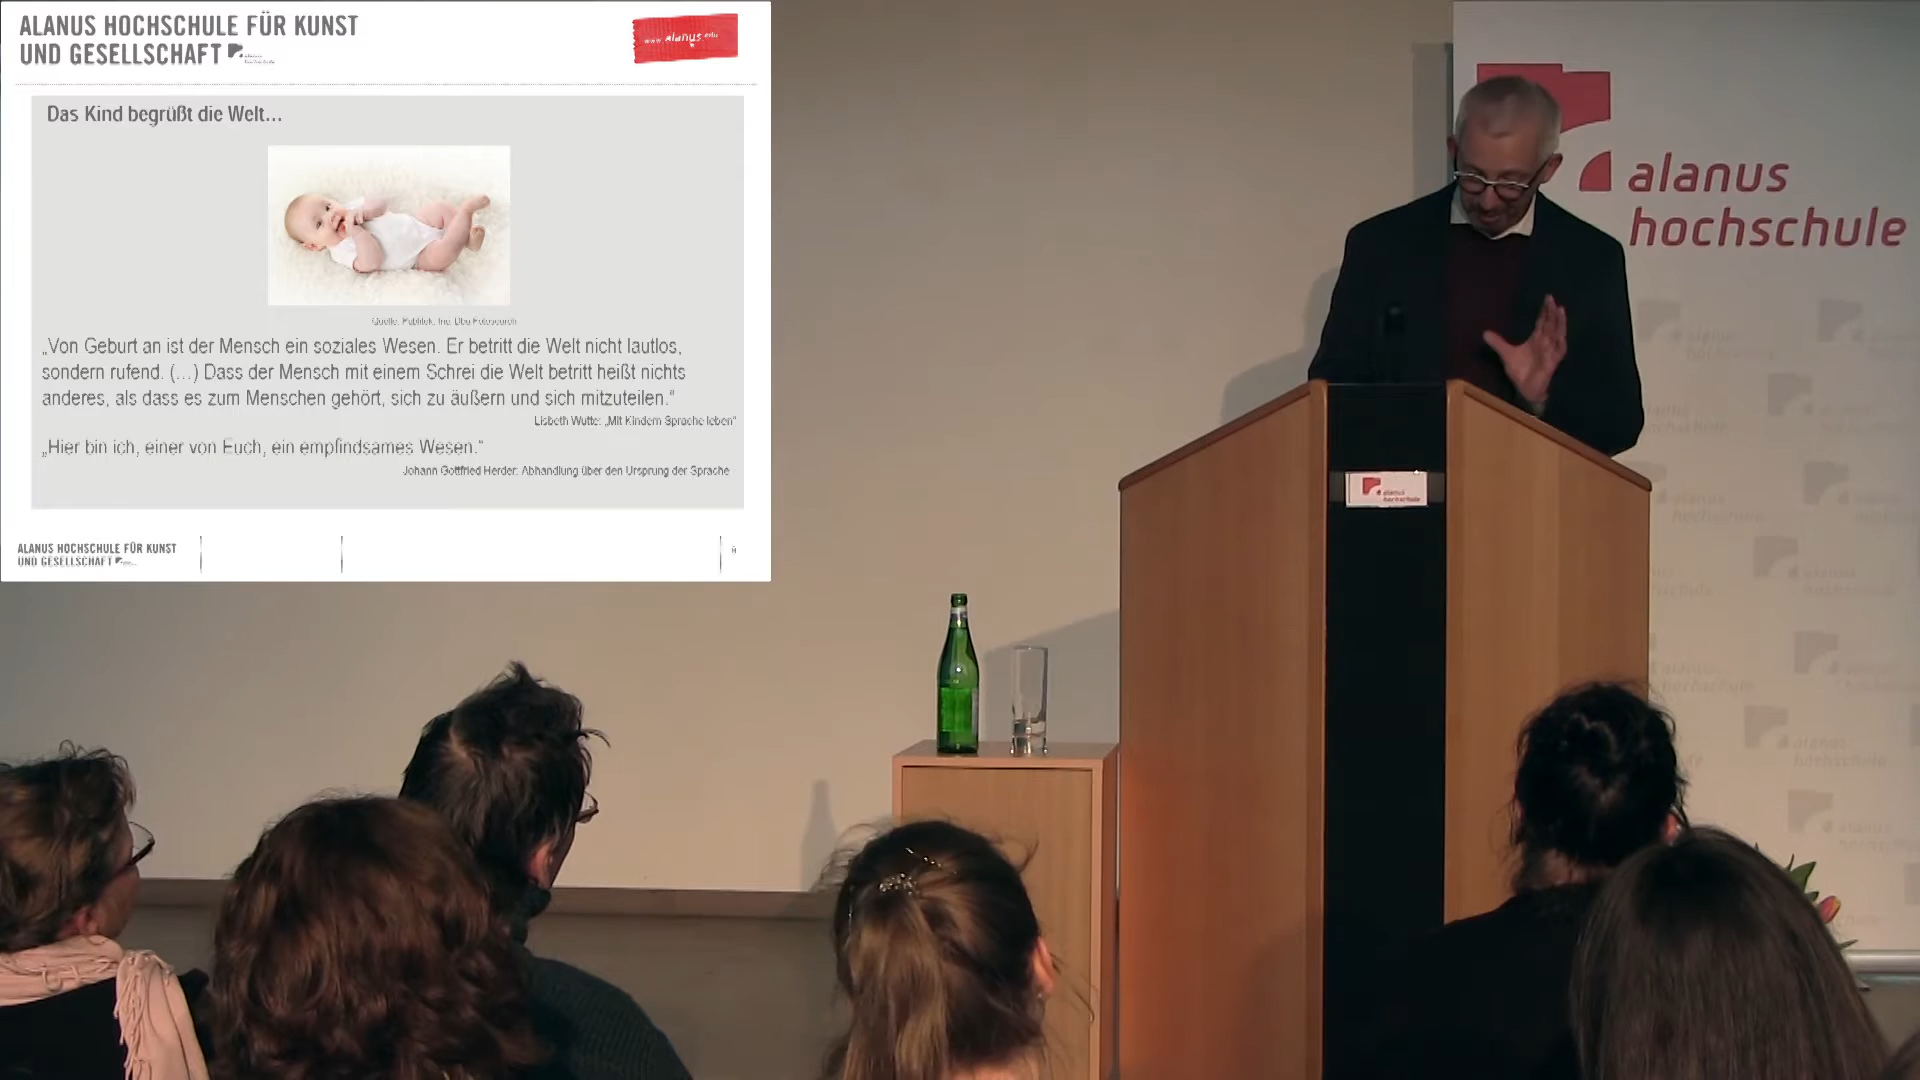 ALANUS HOCHSCHULE FÜR KUNST
UND GESELLSCHAFT
www.alanus.edu
Das Kind begrüßt die Welt...
„Von Geburt an ist der Mensch ein soziales Wesen. Er betritt die Welt nicht lautlos,
sondern rufend. (…) Dass der Mensch mit einem Schrei die Welt betritt heißt nichts
anderes, als dass es zum Menschen gehört, sich zu äußern und sich mitzuteilen.“
Lisbeth Wutte: „Mit Kindern Sprache leben“
„Hier bin ich, einer von Euch, ein empfindsames Wesen.“
Johann Gottfried Herder: Abhandlung über den Ursprung der Sprache
ALANUS HOCHSCHULE FÜR KUNST
UND GESELLSCHAFT
alanus
hochschule
alanus
hochschule